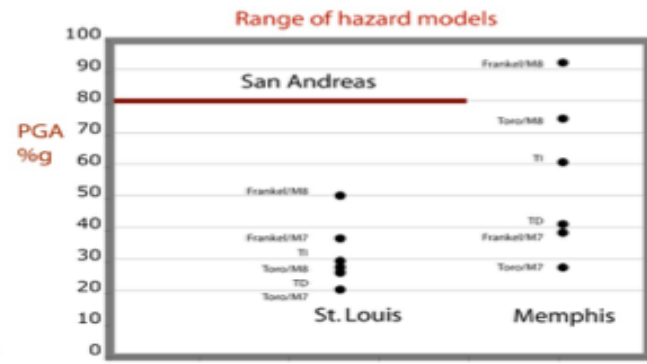 Range of hazard models
100
90
80
70
60
50
40
30
20
10
0
PGA
%g
San Andreas
Frankel/M8
Frankel/M7
TI
Toro/M8
TD
Toro/M7
St. Louis
Frankel/M8
Toro/M8
TI
TD
Frankel/M7
Toro/M7
Memphis